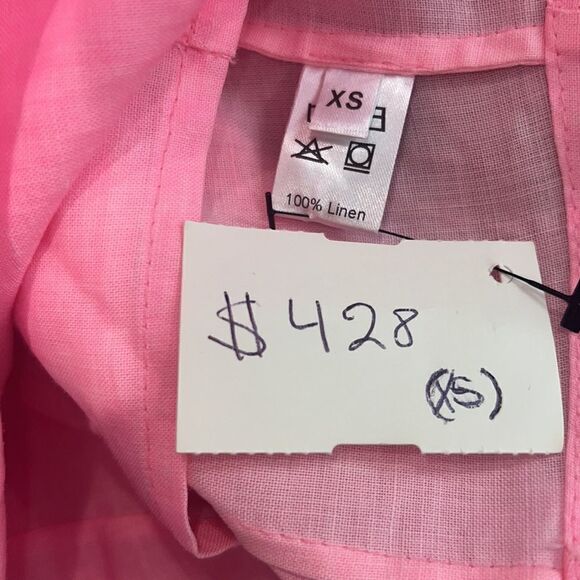 XS
100% Linen
$428
(XS)